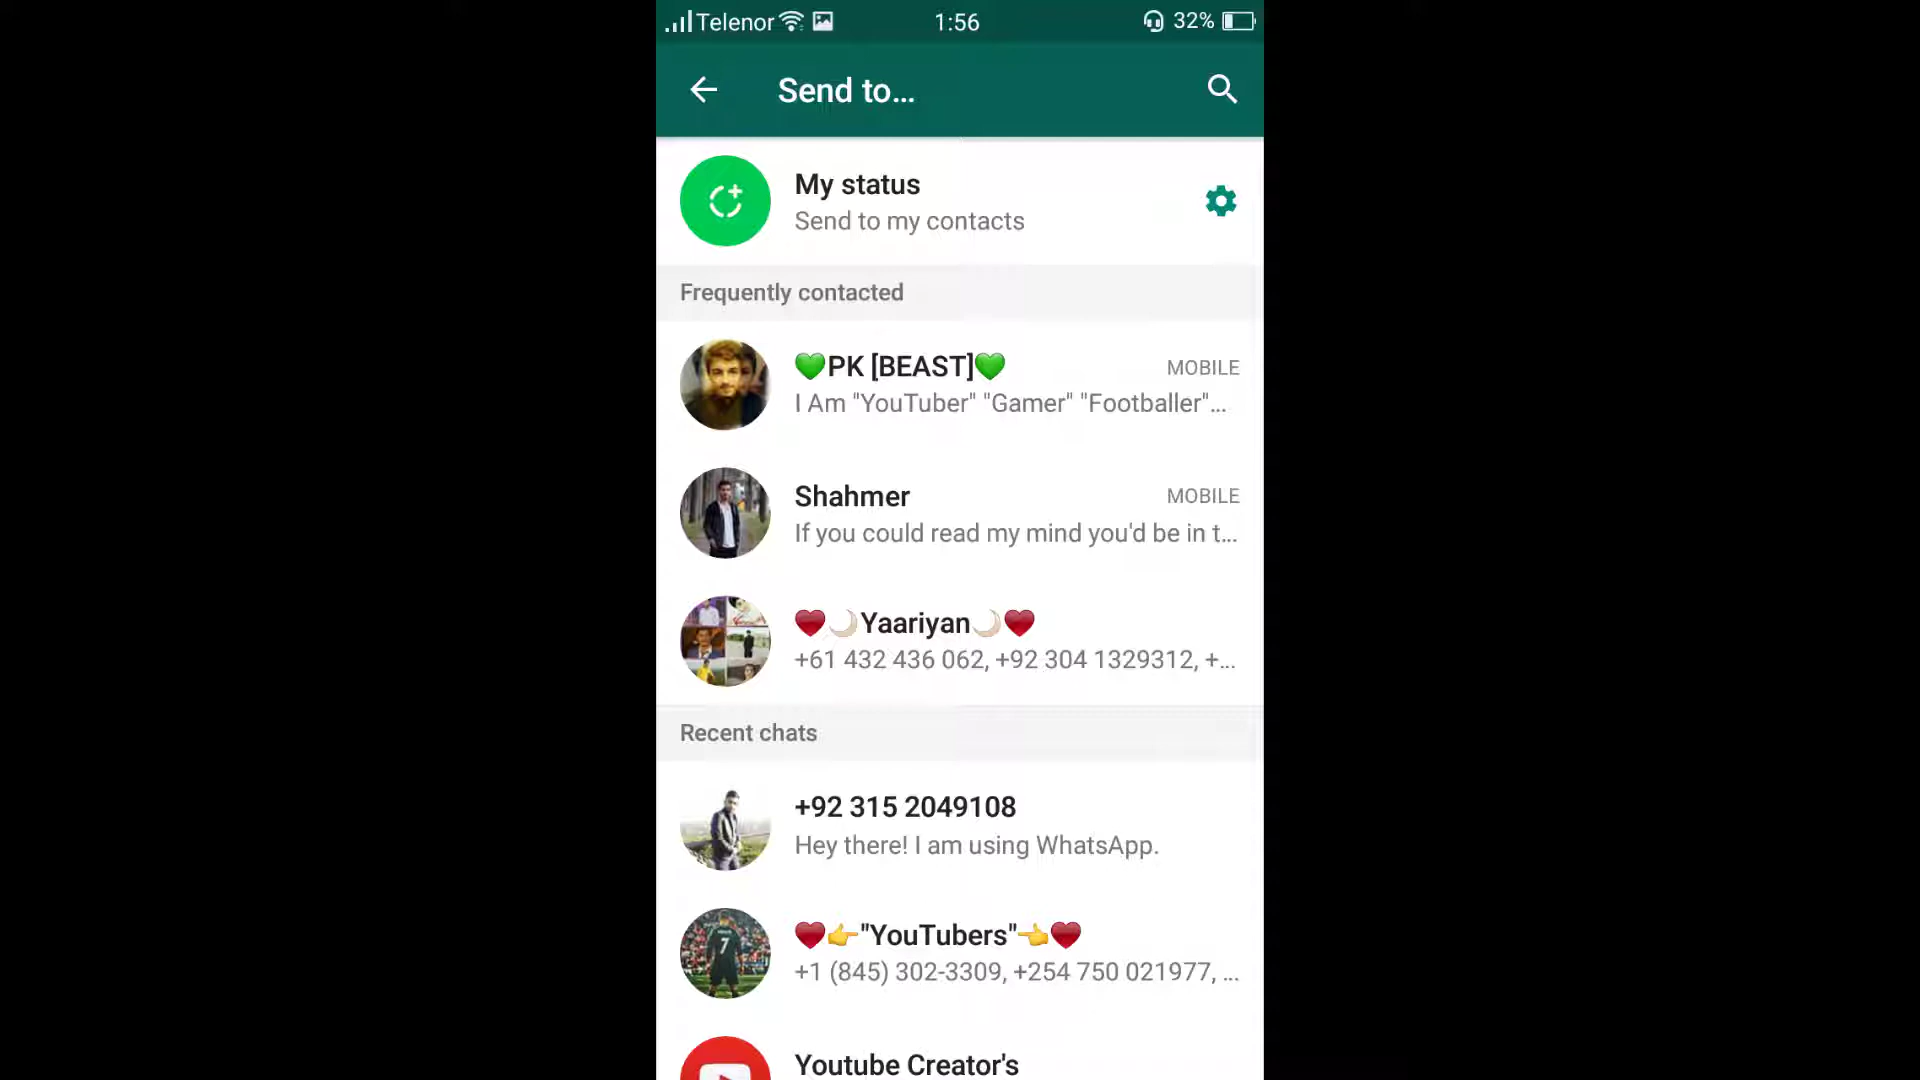 Telenor 1:56 32%
Send to...
My status
Send to my contacts
Frequently contacted
💚PK [BEAST]💚 MOBILE
I Am "YouTuber" "Gamer" "Footballer"...
Shahmer MOBILE
If you could read my mind you'd be in t...
❤️🌙Yaariyan🌙❤️
+61 432 436 062, +92 304 1329312, +...
Recent chats
+92 315 2049108
Hey there! I am using WhatsApp.
❤️👉"YouTubers"👈❤️
+1 (845) 302-3309, +254 750 021977, ...
Youtube Creator's